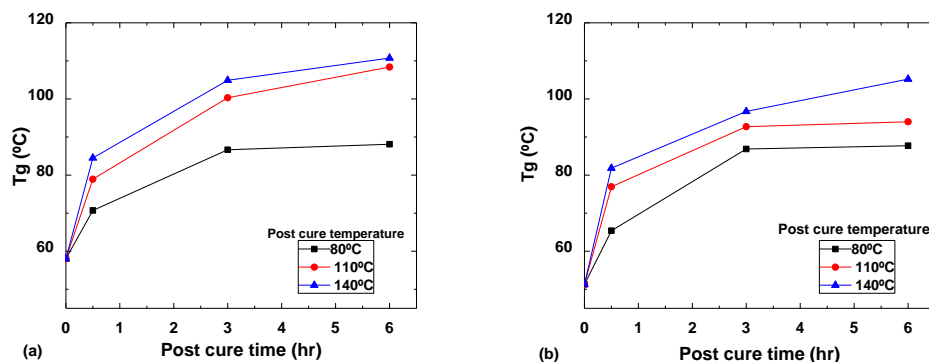 120
100
80
60
Tg (ºC)
Post cure temperature
80ºC
110ºC
140ºC
0 1 2 3 4 5 6
(a) Post cure time (hr)
120
100
80
60
Tg (ºC)
Post cure temperature
80ºC
110ºC
140ºC
0 1 2 3 4 5 6
(b) Post cure time (hr)